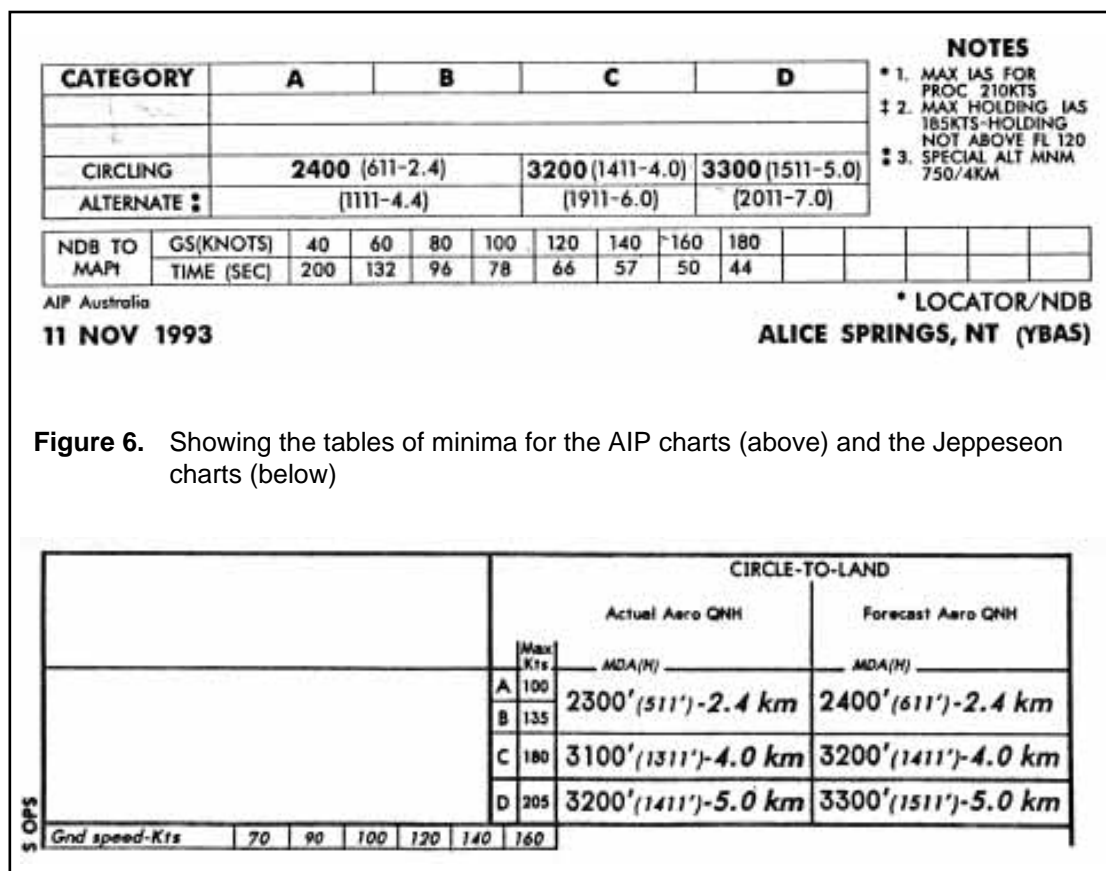 NOTES
CATEGORY A B C D
* 1. MAX IAS FOR
PROC 210KTS
‡ 2. MAX HOLDING IAS
185KTS-HOLDING
NOT ABOVE FL 120
3. SPECIAL ALT MNM
750/4KM
CIRCLING 2400 (611-2.4) 3200 (1411-4.0) 3300 (1511-5.0)
ALTERNATE (1111-4.4) (1911-6.0) (2011-7.0)
NDB TO MAPt
GS(KNOTS) 40 60 80 100 120 140 160 180
TIME (SEC) 200 132 96 78 66 57 50 44
AIP Australia * LOCATOR/NDB
11 NOV 1993 ALICE SPRINGS, NT (YBAS)
Figure 6. Showing the tables of minima for the AIP charts (above) and the Jeppeseon
charts (below)
CIRCLE-TO-LAND
Actual Aero QNH Forecast Aero QNH
Max
Kts MDA(H) MDA(H)
A 100
2300'(511')-2.4 km 2400'(611')-2.4 km
B 135
C 180 3100'(1311')-4.0 km 3200'(1411')-4.0 km
D 205 3200'(1411')-5.0 km 3300'(1511')-5.0 km
S OPS
Gnd speed-Kts 70 90 100 120 140 160